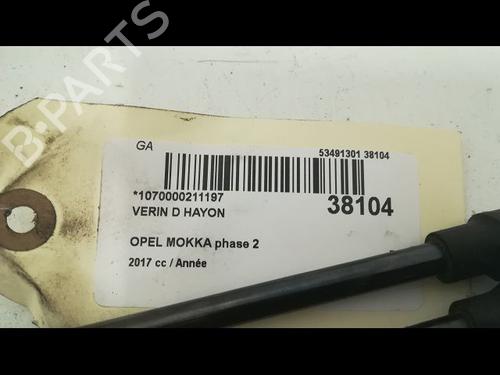 B-PARTS
GA
53491301 38104
*1070000211197
38104
VERIN D HAYON
OPEL MOKKA phase 2
2017 cc / Année